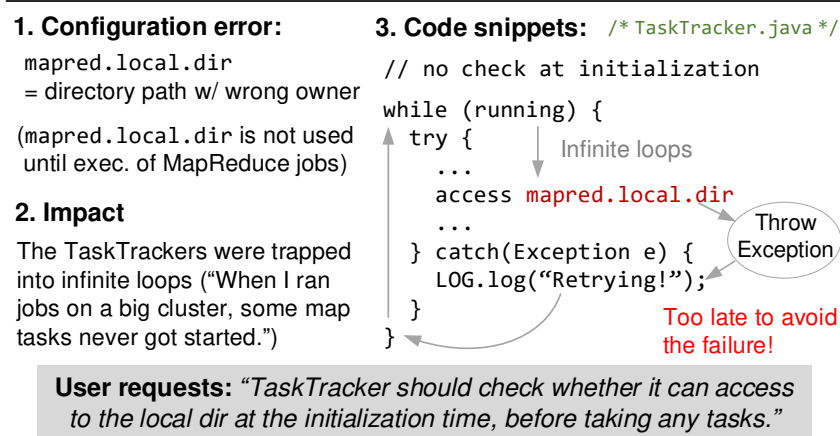 1. Configuration error:
mapred.local.dir
= directory path w/ wrong owner
(mapred.local.dir is not used
until exec. of MapReduce jobs)
2. Impact
The TaskTrackers were trapped
into infinite loops (“When I ran
jobs on a big cluster, some map
tasks never got started.”)
3. Code snippets: /* TaskTracker.java */
// no check at initialization
while (running) {
try {
Infinite loops
...
access mapred.local.dir
...
Throw
Exception
} catch(Exception e) {
LOG.log(“Retrying!”);
}
}
Too late to avoid
the failure!
User requests: “TaskTracker should check whether it can access
to the local dir at the initialization time, before taking any tasks.”